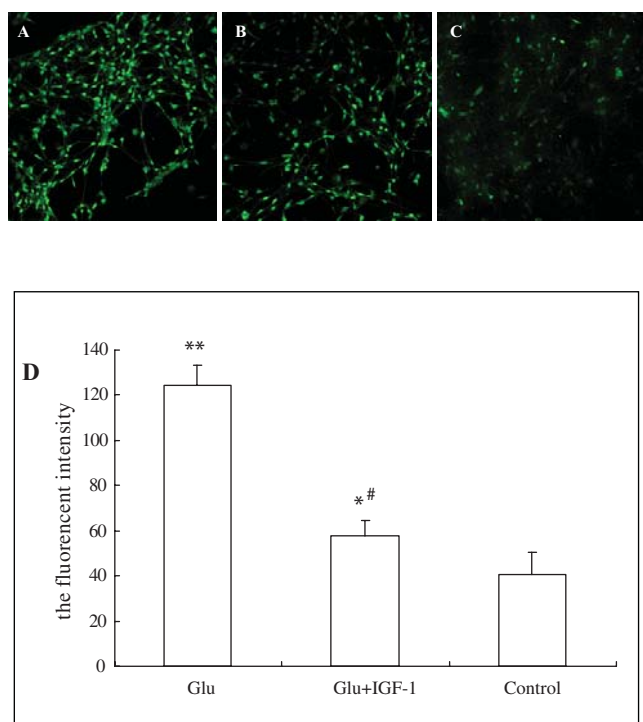 A
B
C
D
the fluorencent intensity
140
120
100
80
60
40
20
0
**
*#
Glu
Glu+IGF-1
Control